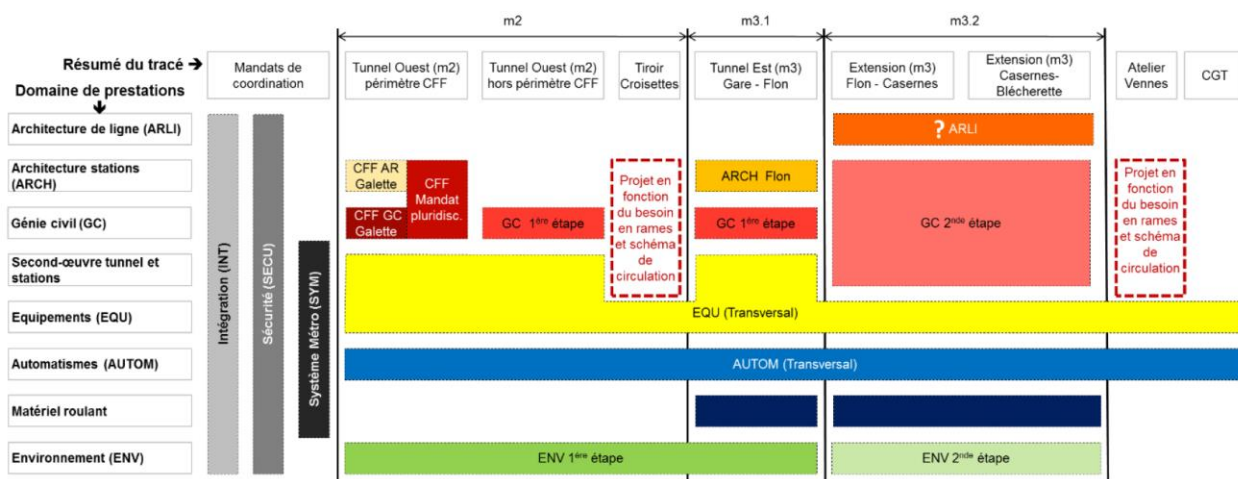 m2
m3.1
m3.2
Résumé du tracé →
Domaine de prestations
Mandats de
coordination
Tunnel Ouest (m2)
périmètre CFF
Tunnel Ouest (m2)
hors périmètre CFF
Tiroir
Croisettes
Tunnel Est (m3)
Gare - Flon
Extension (m3)
Flon - Casernes
Extension (m3)
Casernes-
Blécherette
Atelier
Vennes
CGT
Architecture de ligne (ARLI)
? ARLI
Architecture stations
(ARCH)
CFF AR
Galette
CFF
Mandat
pluridisc.
ARCH Flon
Projet en
fonction
du besoin
en rames
et schéma
de
circulation
Projet en
fonction
du besoin
en rames
et schéma
de
circulation
Génie civil (GC)
CFF GC
Galette
GC 1ère étape
GC 1ère étape
GC 2nde étape
Second-œuvre tunnel et
stations
Equipements (EQU)
EQU (Transversal)
Automatismes (AUTOM)
AUTOM (Transversal)
Matériel roulant
Environnement (ENV)
ENV 1ère étape
ENV 2nde étape
Intégration (INT)
Sécurité (SECU)
Système Métro (SYM)